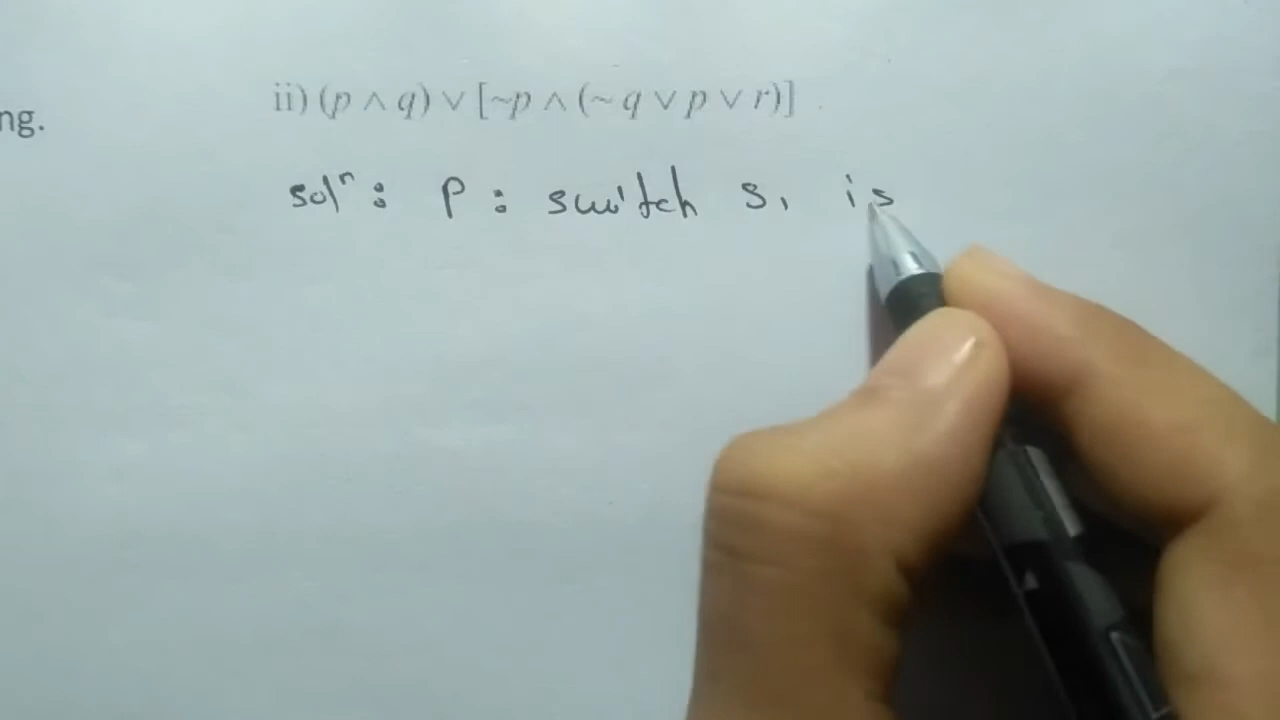 ii) (p ∧ q) ∨ [~p ∧ (~ q ∨ p ∨ r)]
ng.
solⁿ : p : switch S₁ is